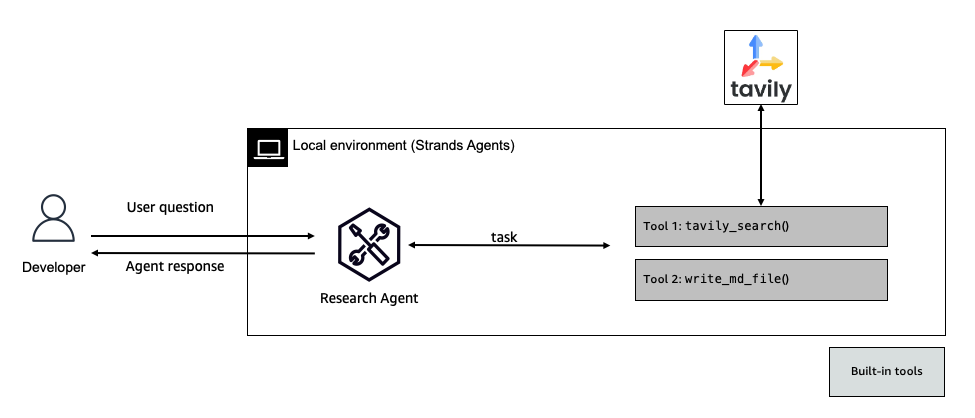 tavily
Local environment (Strands Agents)
User question
Agent response
Developer
Research Agent
task
Tool 1: tavily_search()
Tool 2: write_md_file()
Built-in tools